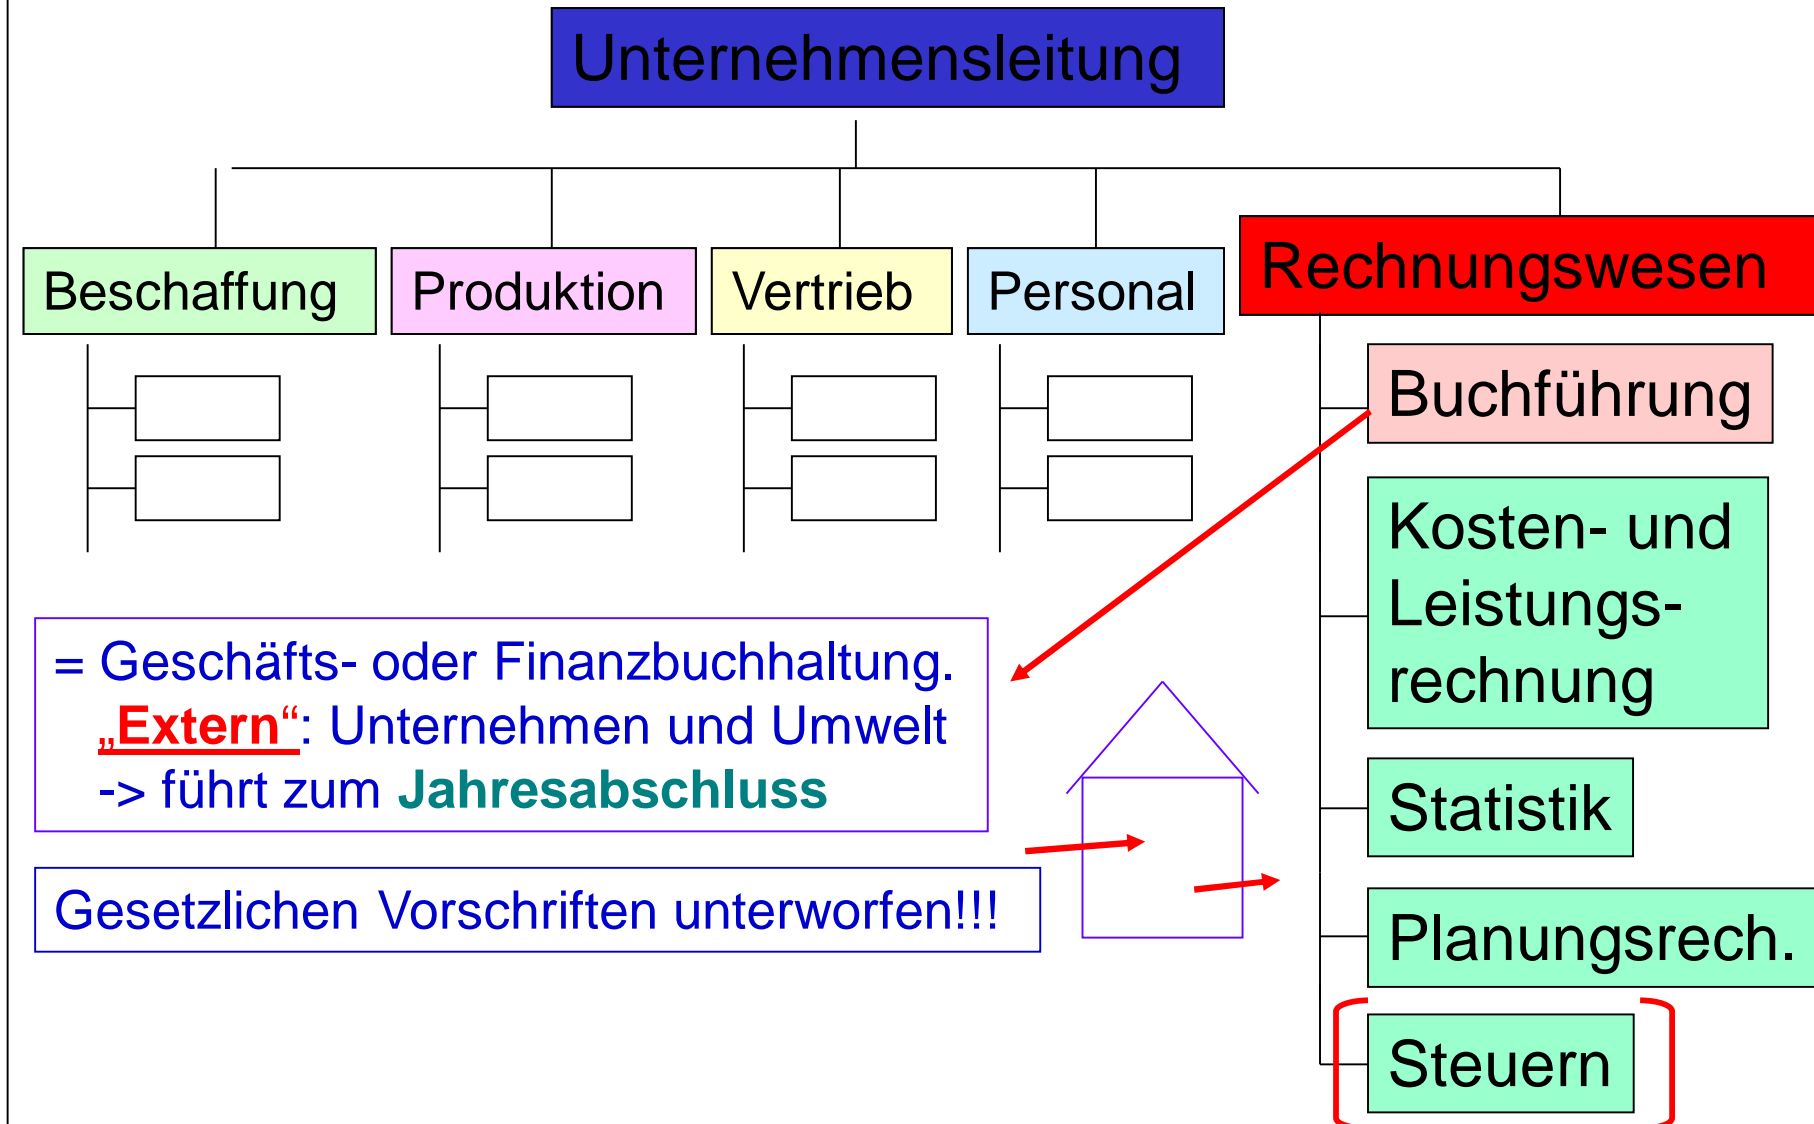 Unternehmensleitung
Beschaffung
Produktion
Vertrieb
Personal
Rechnungswesen
Buchführung
Kosten- und
Leistungs-
rechnung
Statistik
Planungsrech.
Steuern
= Geschäfts- oder Finanzbuchhaltung.
„Extern“: Unternehmen und Umwelt
-> führt zum Jahresabschluss
Gesetzlichen Vorschriften unterworfen!!!